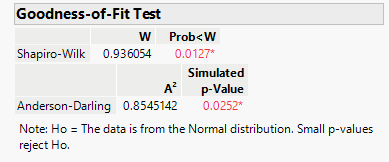 Goodness-of-Fit Test
W Prob<W
Shapiro-Wilk 0.936054 0.0127*
Simulated
A² p-Value
Anderson-Darling 0.8545142 0.0252*
Note: Ho = The data is from the Normal distribution. Small p-values
reject Ho.